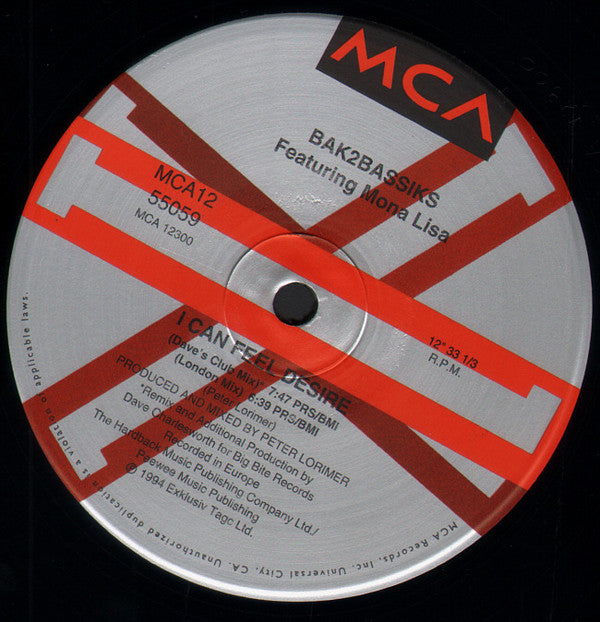 MCA
BAK2BASSIKS
Featuring Mona Lisa
MCA12
55059
MCA 12300
12" 33 1/3
R.P.M.
I CAN FEEL DESIRE
(Dave's Club Mix)* 7:47 PRS/BMI
(London Mix) 6:39 PRS/BMI
(Peter Lorimer)
PRODUCED AND MIXED BY PETER LORIMER
*Remix and Additional Production by
Dave Charlesworth for Big Bite Records
Recorded in Europe
The Hardback Music Publishing Company Ltd./
Peewee Music Publishing
℗ 1994 Exklusiv Tagc Ltd.
MCA Records, Inc. Universal City, CA. Unauthorized duplication is a violation of applicable laws.